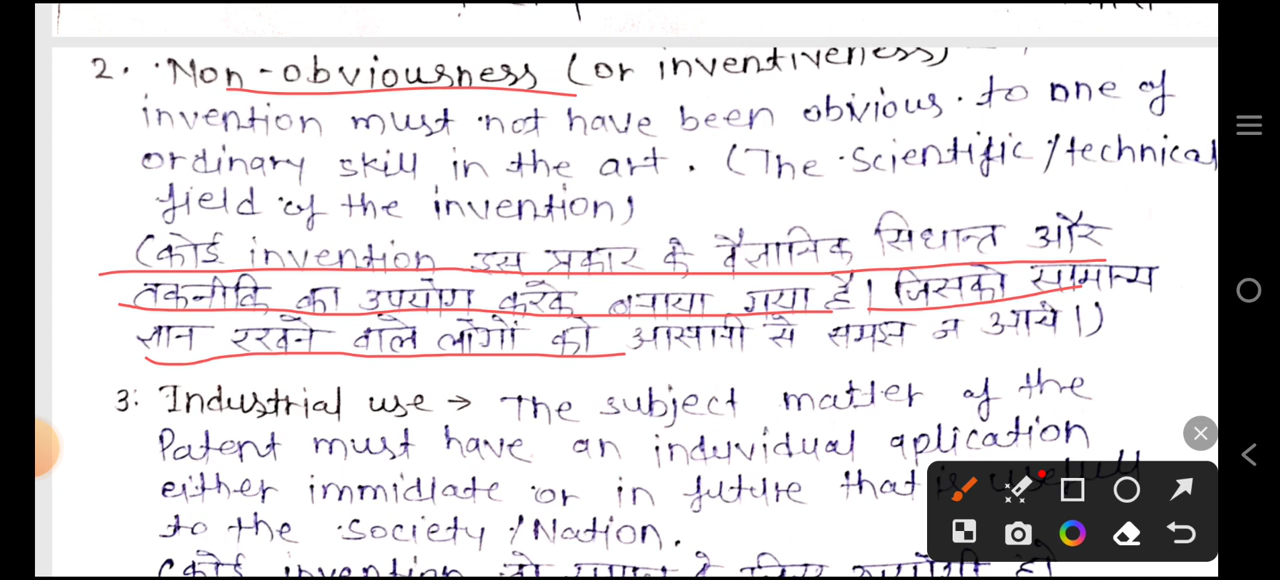 2. Non-obviousness (or inventiveness)
invention must not have been obvious. to one of
ordinary skill in the art. (The scientific/technical
field of the invention)
(कोई invention उस प्रकार के वैज्ञानिक सिधान्त और
तकनीकि का उपयोग करके बनाया गया है। जिसको सामान्य
ज्ञान रखने वाले लोगों को आसानी से समझ न आये।)
3: Industrial use → The subject matter of the
Patent must have an induvidual aplication
either immidiate or in future that is usefull
to the society/Nation.
(कोई invention